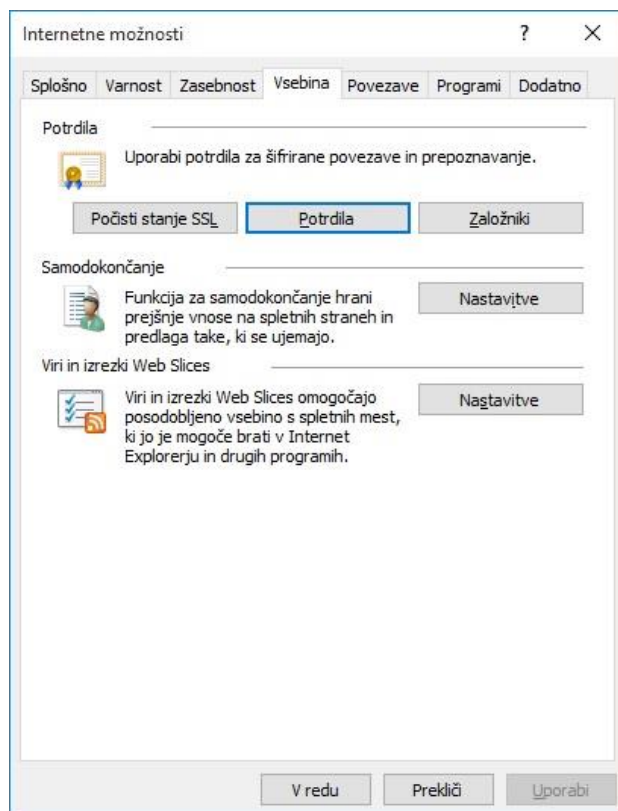 Internetne možnosti ? ×
Splošno Varnost Zasebnost Vsebina Povezave Programi Dodatno
Potrdila
Uporabi potrdila za šifrirane povezave in prepoznavanje.
Počisti stanje SSL Potrdila Založniki
Samodokončanje
Funkcija za samodokončanje hrani
prejšnje vnose na spletnih straneh in
predlaga take, ki se ujemajo.
Nastavitve
Viri in izrezki Web Slices
Viri in izrezki Web Slices omogočajo
posodobljeno vsebino s spletnih mest,
ki jo je mogoče brati v Internet
Explorerju in drugih programih.
Nastavitve
V redu Prekliči Uporabi